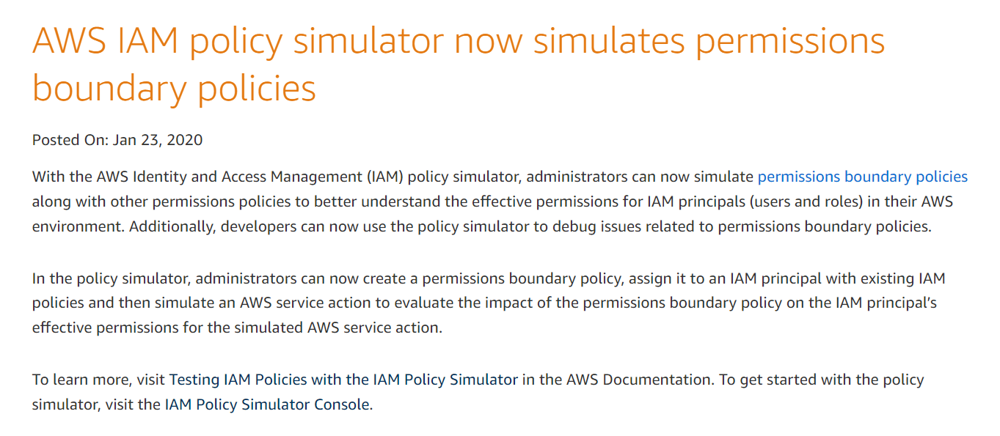 AWS IAM policy simulator now simulates permissions
boundary policies
Posted On: Jan 23, 2020
With the AWS Identity and Access Management (IAM) policy simulator, administrators can now simulate permissions boundary policies
along with other permissions policies to better understand the effective permissions for IAM principals (users and roles) in their AWS
environment. Additionally, developers can now use the policy simulator to debug issues related to permissions boundary policies.
In the policy simulator, administrators can now create a permissions boundary policy, assign it to an IAM principal with existing IAM
policies and then simulate an AWS service action to evaluate the impact of the permissions boundary policy on the IAM principal’s
effective permissions for the simulated AWS service action.
To learn more, visit Testing IAM Policies with the IAM Policy Simulator in the AWS Documentation. To get started with the policy
simulator, visit the IAM Policy Simulator Console.